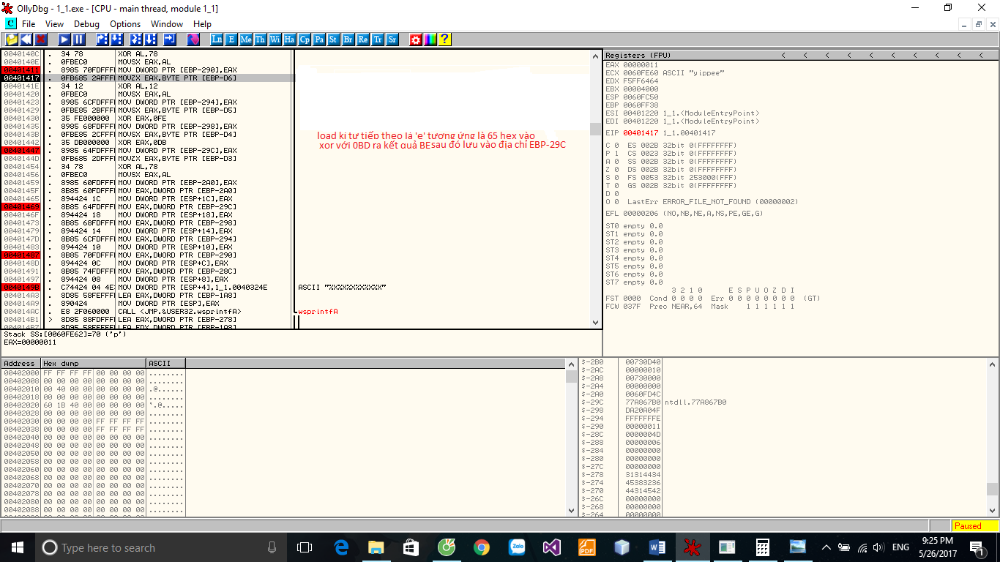 OllyDbg - 1_1.exe - [CPU - main thread, module 1_1]
C File View Debug Options Window Help
Ln E Me Th Wi Ha Cp Pa St Br Re Tr Sr ?
0040140C . 34 78 XOR AL,78
0040140E . 0FBEC0 MOVSX EAX,AL
00401411 . 8985 70FDFFFF MOV DWORD PTR [EBP-290],EAX
00401417 . 0FB685 2AFFFF MOVZX EAX,BYTE PTR [EBP-D6]
0040141E . 34 12 XOR AL,12
00401420 . 0FBEC0 MOVSX EAX,AL
00401423 . 8985 6CFDFFFF MOV DWORD PTR [EBP-294],EAX
00401429 . 0FBE85 2BFFFF MOVSX EAX,BYTE PTR [EBP-D5]
00401430 . 35 FE000000 XOR EAX,0FE
00401435 . 8985 68FDFFFF MOV DWORD PTR [EBP-298],EAX
0040143B . 0FBE85 2CFFFF MOVSX EAX,BYTE PTR [EBP-D4]
00401442 . 35 DB000000 XOR EAX,0DB
00401447 . 8985 64FDFFFF MOV DWORD PTR [EBP-29C],EAX
0040144D . 0FB685 2DFFFF MOVZX EAX,BYTE PTR [EBP-D3]
00401454 . 34 78 XOR AL,78
00401456 . 0FBEC0 MOVSX EAX,AL
00401459 . 8985 60FDFFFF MOV DWORD PTR [EBP-2A0],EAX
0040145F . 8B85 60FDFFFF MOV EAX,DWORD PTR [EBP-2A0]
00401465 . 894424 1C MOV DWORD PTR [ESP+1C],EAX
00401469 . 8B85 64FDFFFF MOV EAX,DWORD PTR [EBP-29C]
0040146F . 894424 18 MOV DWORD PTR [ESP+18],EAX
00401473 . 8B85 68FDFFFF MOV EAX,DWORD PTR [EBP-298]
00401479 . 894424 14 MOV DWORD PTR [ESP+14],EAX
0040147D . 8B85 6CFDFFFF MOV EAX,DWORD PTR [EBP-294]
00401483 . 894424 10 MOV DWORD PTR [ESP+10],EAX
00401487 . 8B85 70FDFFFF MOV EAX,DWORD PTR [EBP-290]
0040148D . 894424 0C MOV DWORD PTR [ESP+C],EAX
00401491 . 8B85 74FDFFFF MOV EAX,DWORD PTR [EBP-28C]
00401497 . 894424 08 MOV DWORD PTR [ESP+8],EAX
0040149B . C74424 04 4E MOV DWORD PTR [ESP+4],1_1.0040324E ASCII "%X%X%X%X%X%X"
004014A3 . 8D85 58FEFFFF LEA EAX,DWORD PTR [EBP-1A8]
004014A9 . 890424 MOV DWORD PTR [ESP],EAX
004014AC . E8 2F060000 CALL <JMP.&USER32.wsprintfA> wsprintfA
004014B1 > 8D85 88FDFFFF LEA EAX,DWORD PTR [EBP-278]
004014B7 . 8D95 58FEFFFF LEA EDX,DWORD PTR [EBP-1A8]
load kí tự tiếp theo là 'e' tương ứng là 65 hex vào
xor với 0BD ra kết quả BE sau đó lưu vào địa chỉ EBP-29C
Stack SS:[0060FE62]=70 ('p')
EAX=00000011
Registers (FPU) < < < < < < < < < <
EAX 00000011
ECX 0060FE60 ASCII "yippee"
EDX F5FF6464
EBX 00004000
ESP 0060FC50
EBP 0060FF38
ESI 00401220 1_1.<ModuleEntryPoint>
EDI 00401220 1_1.<ModuleEntryPoint>
EIP 00401417 1_1.00401417
C 0 ES 002B 32bit 0(FFFFFFFF)
P 1 CS 0023 32bit 0(FFFFFFFF)
A 0 SS 002B 32bit 0(FFFFFFFF)
Z 0 DS 002B 32bit 0(FFFFFFFF)
S 0 FS 0053 32bit 253000(FFF)
T 0 GS 002B 32bit 0(FFFFFFFF)
D 0
O 0 LastErr ERROR_FILE_NOT_FOUND (00000002)
EFL 00000206 (NO,NB,NE,A,NS,PE,GE,G)
ST0 empty 0.0
ST1 empty 0.0
ST2 empty 0.0
ST3 empty 0.0
ST4 empty 0.0
ST5 empty 0.0
ST6 empty 0.0
ST7 empty 0.0
3 2 1 0 E S P U O Z D I
FST 0000 Cond 0 0 0 0 Err 0 0 0 0 0 0 0 0 (GT)
FCW 037F Prec NEAR,64 Mask 1 1 1 1 1 1
Address Hex dump ASCII
00402000 FF FF FF FF 00 00 00 00 ........
00402008 00 00 00 00 00 00 00 00 ........
00402010 00 40 00 00 00 00 00 00 .@......
00402018 00 00 00 00 00 00 00 00 ........
00402020 60 1B 40 00 00 00 00 00 `.@.....
00402028 00 00 00 00 00 00 00 00 ........
00402030 00 00 00 00 FF FF FF FF ........
00402038 00 00 00 00 FF FF FF FF ........
00402040 00 00 00 00 00 00 00 00 ........
00402048 00 00 00 00 00 00 00 00 ........
00402050 00 00 00 00 00 00 00 00 ........
00402058 00 00 00 00 00 00 00 00 ........
00402060 00 00 00 00 00 00 00 00 ........
00402068 00 00 00 00 00 00 00 00 ........
00402070 00 00 00 00 00 00 00 00 ........
00402078 00 00 00 00 00 00 00 00 ........
00402080 00 00 00 00 00 00 00 00 ........
00402088 00 00 00 00 00 00 00 00 ........
$-2B0 00730D40
$-2AC 00000010
$-2A8 00730000
$-2A4 00000000
$-2A0 0060FD4C
$-29C 77A867B0 ntdll.77A867B0
$-298 DA20A04F
$-294 FFFFFFFE
$-290 00000011
$-28C 0000004D
$-288 00000006
$-284 00000000
$-280 00000000
$-27C 00000000
$-278 31314434
$-274 45383236
$-270 44314542
$-26C 00000000
$-268 00000000
$-264 00000000
Paused
Type here to search
Zalo PDF ENG 9:25 PM
5/26/2017 1